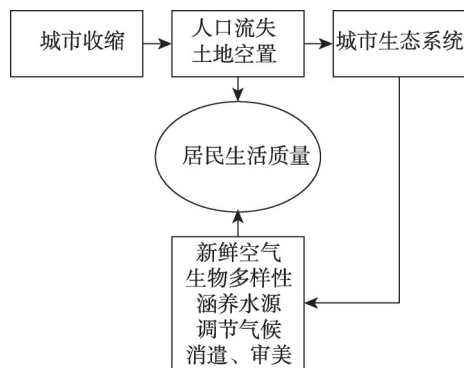 城市收缩
人口流失
土地空置
城市生态系统
居民生活质量
新鲜空气
生物多样性
涵养水源
调节气候
消遣、审美